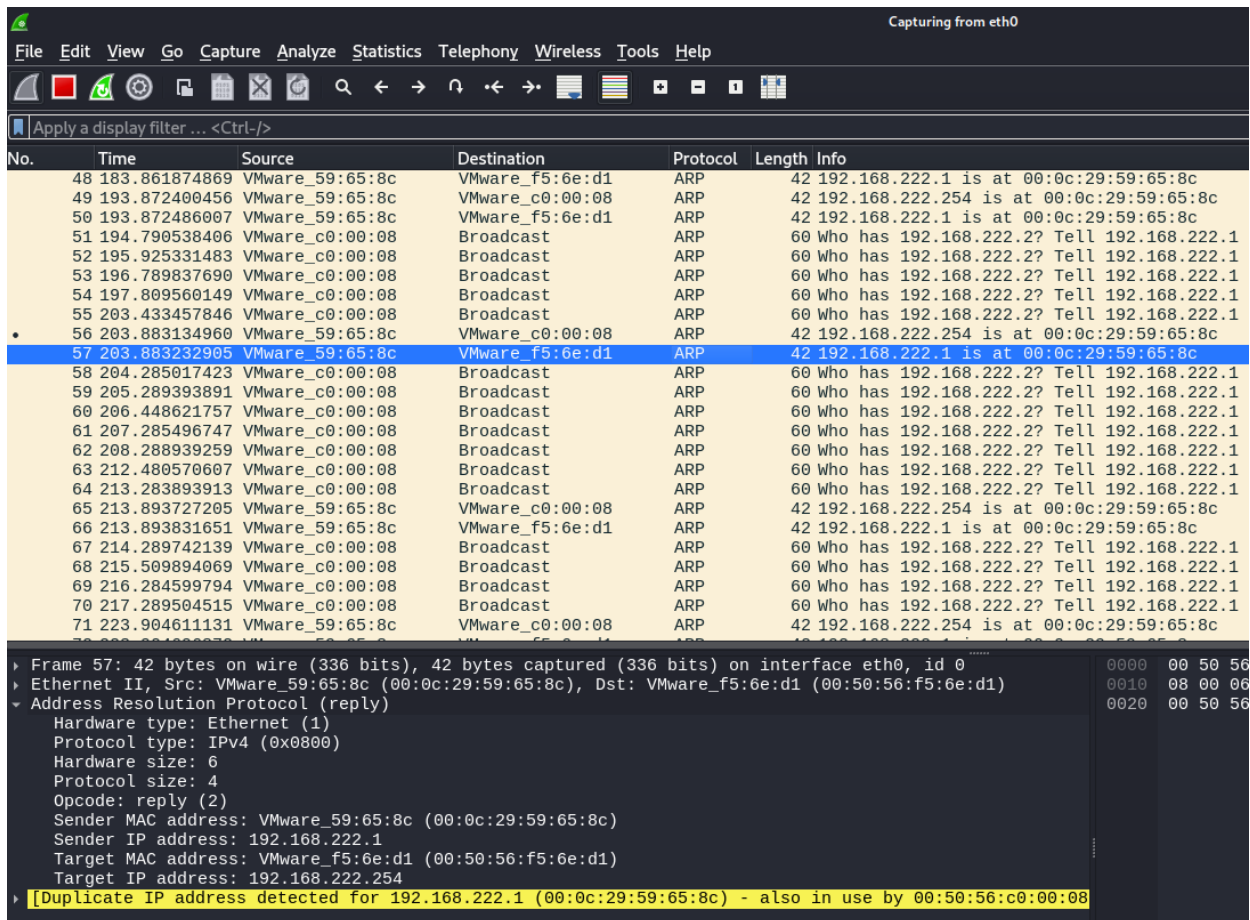 Capturing from eth0
File Edit View Go Capture Analyze Statistics Telephony Wireless Tools Help
Apply a display filter … <Ctrl-/>
No. Time Source Destination Protocol Length Info
48 183.861874869 VMware_59:65:8c VMware_f5:6e:d1 ARP 42 192.168.222.1 is at 00:0c:29:59:65:8c
49 193.872400456 VMware_59:65:8c VMware_c0:00:08 ARP 42 192.168.222.254 is at 00:0c:29:59:65:8c
50 193.872486007 VMware_59:65:8c VMware_f5:6e:d1 ARP 42 192.168.222.1 is at 00:0c:29:59:65:8c
51 194.790538406 VMware_c0:00:08 Broadcast ARP 60 Who has 192.168.222.2? Tell 192.168.222.1
52 195.925331483 VMware_c0:00:08 Broadcast ARP 60 Who has 192.168.222.2? Tell 192.168.222.1
53 196.789837690 VMware_c0:00:08 Broadcast ARP 60 Who has 192.168.222.2? Tell 192.168.222.1
54 197.809560149 VMware_c0:00:08 Broadcast ARP 60 Who has 192.168.222.2? Tell 192.168.222.1
55 203.433457846 VMware_c0:00:08 Broadcast ARP 60 Who has 192.168.222.2? Tell 192.168.222.1
56 203.883134960 VMware_59:65:8c VMware_c0:00:08 ARP 42 192.168.222.254 is at 00:0c:29:59:65:8c
57 203.883232905 VMware_59:65:8c VMware_f5:6e:d1 ARP 42 192.168.222.1 is at 00:0c:29:59:65:8c
58 204.285017423 VMware_c0:00:08 Broadcast ARP 60 Who has 192.168.222.2? Tell 192.168.222.1
59 205.289393891 VMware_c0:00:08 Broadcast ARP 60 Who has 192.168.222.2? Tell 192.168.222.1
60 206.448621757 VMware_c0:00:08 Broadcast ARP 60 Who has 192.168.222.2? Tell 192.168.222.1
61 207.285496747 VMware_c0:00:08 Broadcast ARP 60 Who has 192.168.222.2? Tell 192.168.222.1
62 208.288939259 VMware_c0:00:08 Broadcast ARP 60 Who has 192.168.222.2? Tell 192.168.222.1
63 212.480570607 VMware_c0:00:08 Broadcast ARP 60 Who has 192.168.222.2? Tell 192.168.222.1
64 213.283893913 VMware_c0:00:08 Broadcast ARP 60 Who has 192.168.222.2? Tell 192.168.222.1
65 213.893727205 VMware_59:65:8c VMware_c0:00:08 ARP 42 192.168.222.254 is at 00:0c:29:59:65:8c
66 213.893831651 VMware_59:65:8c VMware_f5:6e:d1 ARP 42 192.168.222.1 is at 00:0c:29:59:65:8c
67 214.289742139 VMware_c0:00:08 Broadcast ARP 60 Who has 192.168.222.2? Tell 192.168.222.1
68 215.509894069 VMware_c0:00:08 Broadcast ARP 60 Who has 192.168.222.2? Tell 192.168.222.1
69 216.284599794 VMware_c0:00:08 Broadcast ARP 60 Who has 192.168.222.2? Tell 192.168.222.1
70 217.289504515 VMware_c0:00:08 Broadcast ARP 60 Who has 192.168.222.2? Tell 192.168.222.1
71 223.904611131 VMware_59:65:8c VMware_c0:00:08 ARP 42 192.168.222.254 is at 00:0c:29:59:65:8c
Frame 57: 42 bytes on wire (336 bits), 42 bytes captured (336 bits) on interface eth0, id 0
Ethernet II, Src: VMware_59:65:8c (00:0c:29:59:65:8c), Dst: VMware_f5:6e:d1 (00:50:56:f5:6e:d1)
Address Resolution Protocol (reply)
Hardware type: Ethernet (1)
Protocol type: IPv4 (0x0800)
Hardware size: 6
Protocol size: 4
Opcode: reply (2)
Sender MAC address: VMware_59:65:8c (00:0c:29:59:65:8c)
Sender IP address: 192.168.222.1
Target MAC address: VMware_f5:6e:d1 (00:50:56:f5:6e:d1)
Target IP address: 192.168.222.254
[Duplicate IP address detected for 192.168.222.1 (00:0c:29:59:65:8c) - also in use by 00:50:56:c0:00:08
0000 00 50 56
0010 08 00 06
0020 00 50 56